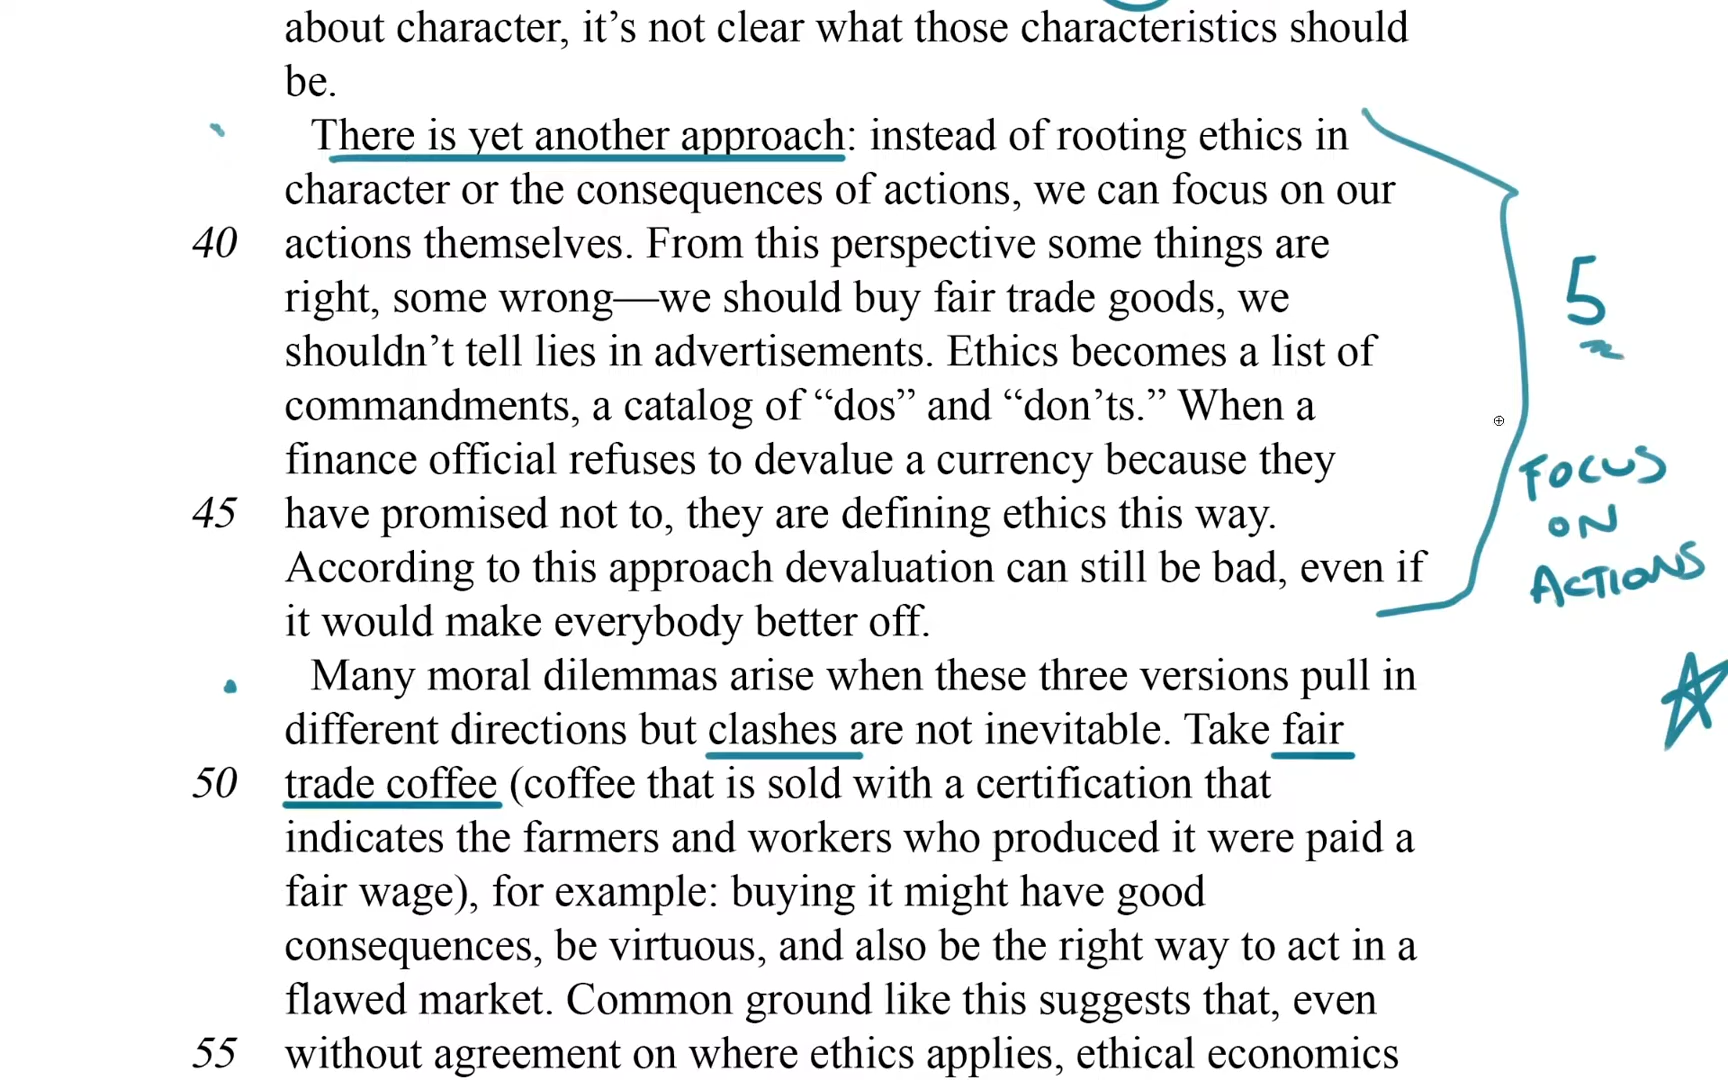 about character, it’s not clear what those characteristics should
be.
There is yet another approach: instead of rooting ethics in
character or the consequences of actions, we can focus on our
40 actions themselves. From this perspective some things are
right, some wrong—we should buy fair trade goods, we
shouldn’t tell lies in advertisements. Ethics becomes a list of
commandments, a catalog of “dos” and “don’ts.” When a
finance official refuses to devalue a currency because they
45 have promised not to, they are defining ethics this way.
According to this approach devaluation can still be bad, even if
it would make everybody better off.
Many moral dilemmas arise when these three versions pull in
different directions but clashes are not inevitable. Take fair
50 trade coffee (coffee that is sold with a certification that
indicates the farmers and workers who produced it were paid a
fair wage), for example: buying it might have good
consequences, be virtuous, and also be the right way to act in a
flawed market. Common ground like this suggests that, even
55 without agreement on where ethics applies, ethical economics
5
FOCUS
ON
ACTIONS